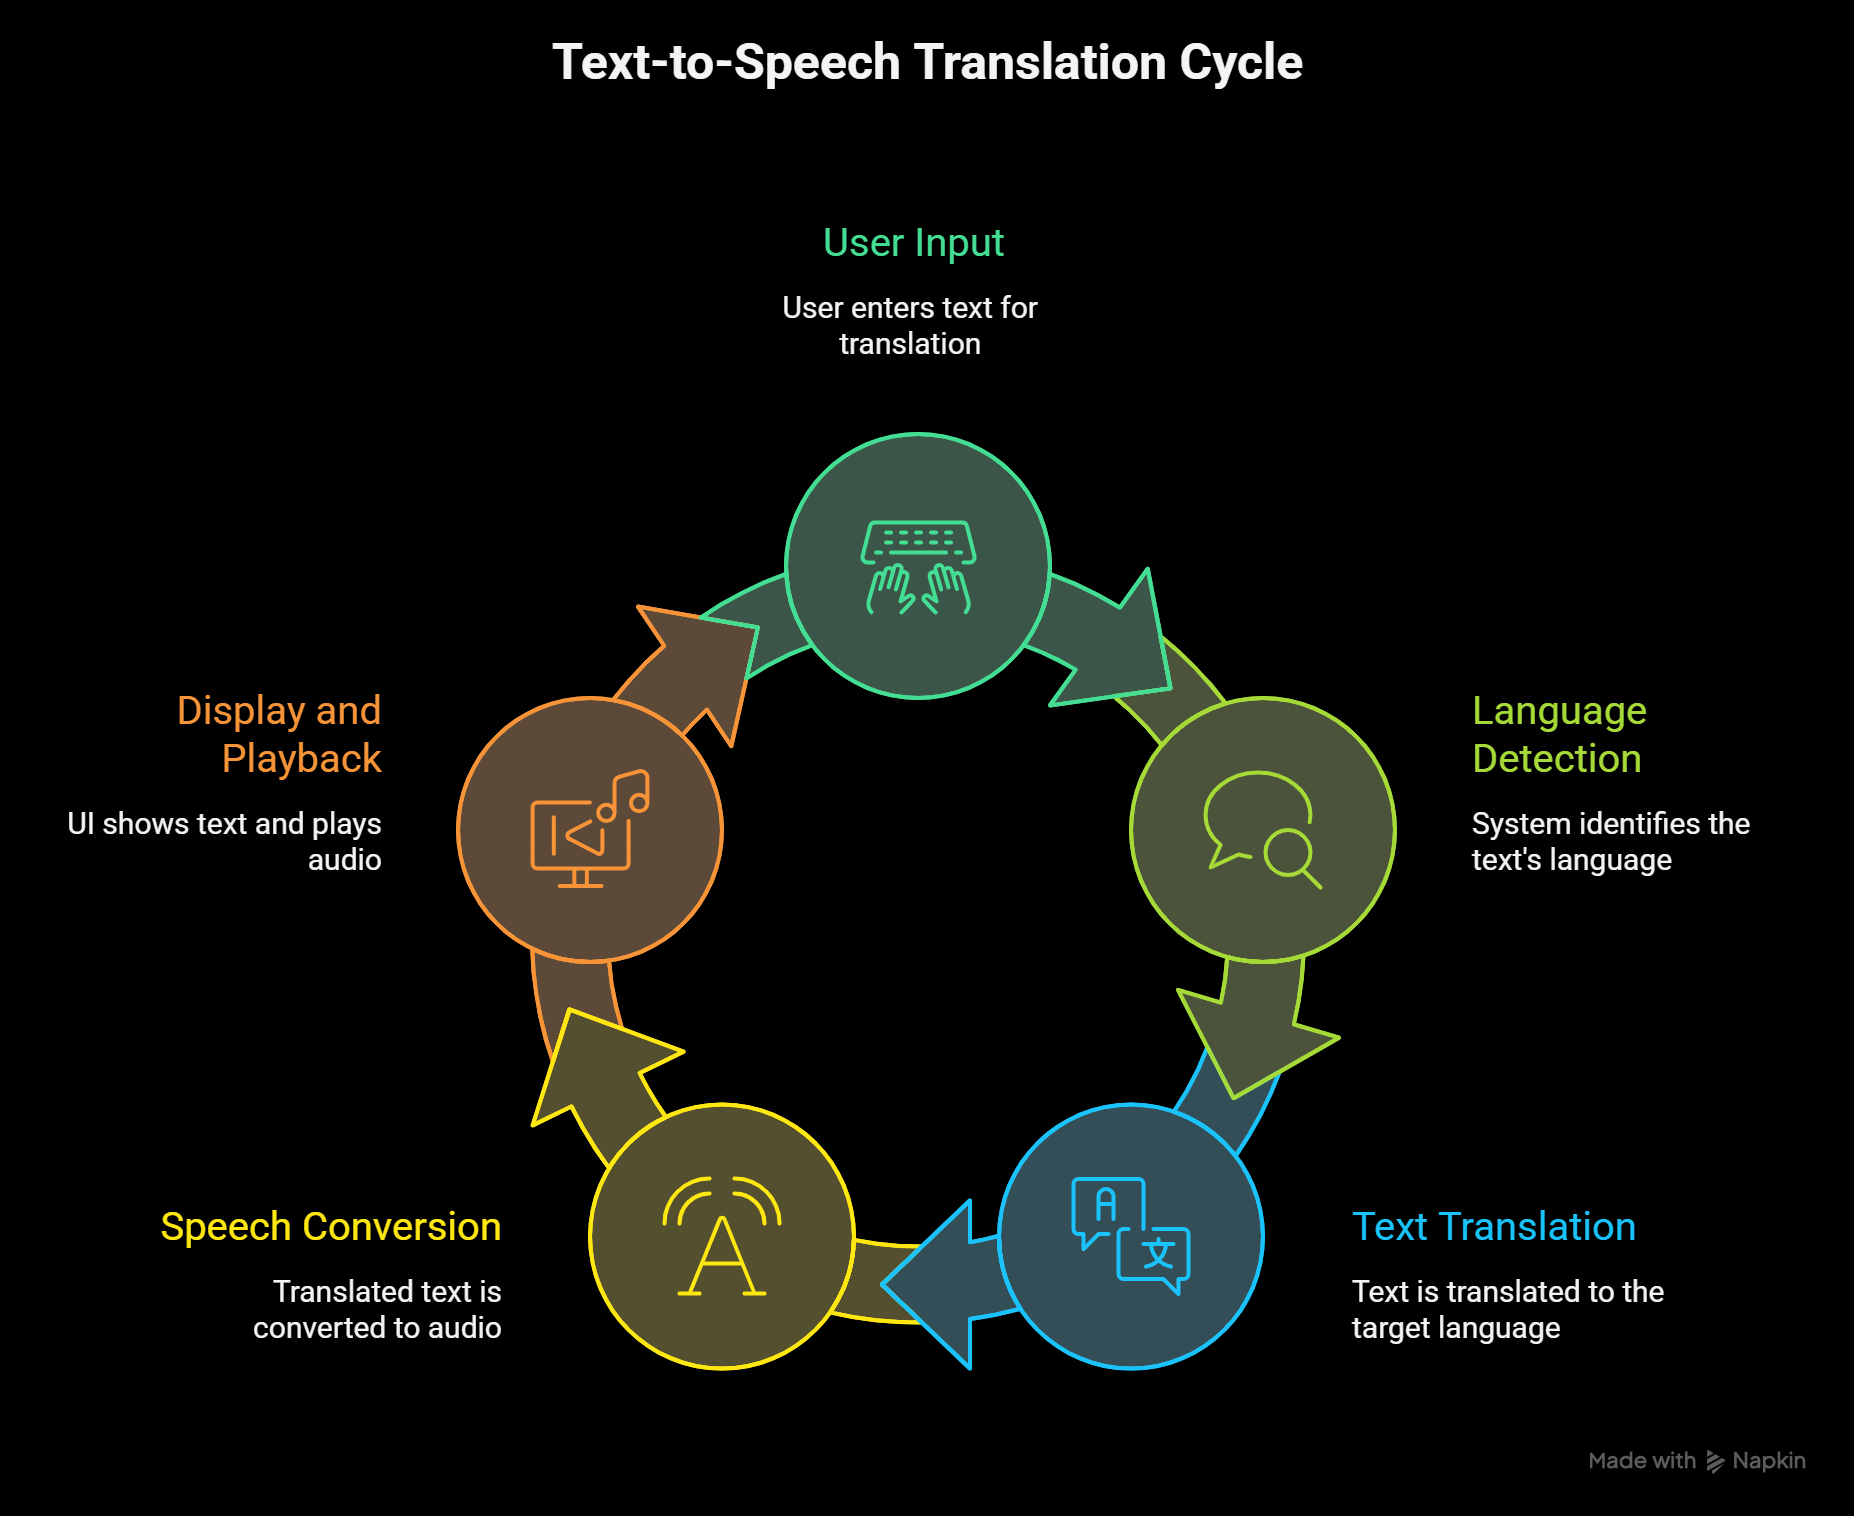 Text-to-Speech Translation Cycle
User Input
User enters text for
translation
Language
Detection
System identifies the
text's language
Text Translation
Text is translated to the
target language
Speech Conversion
Translated text is
converted to audio
Display and
Playback
UI shows text and plays
audio
A
文
Made with Napkin